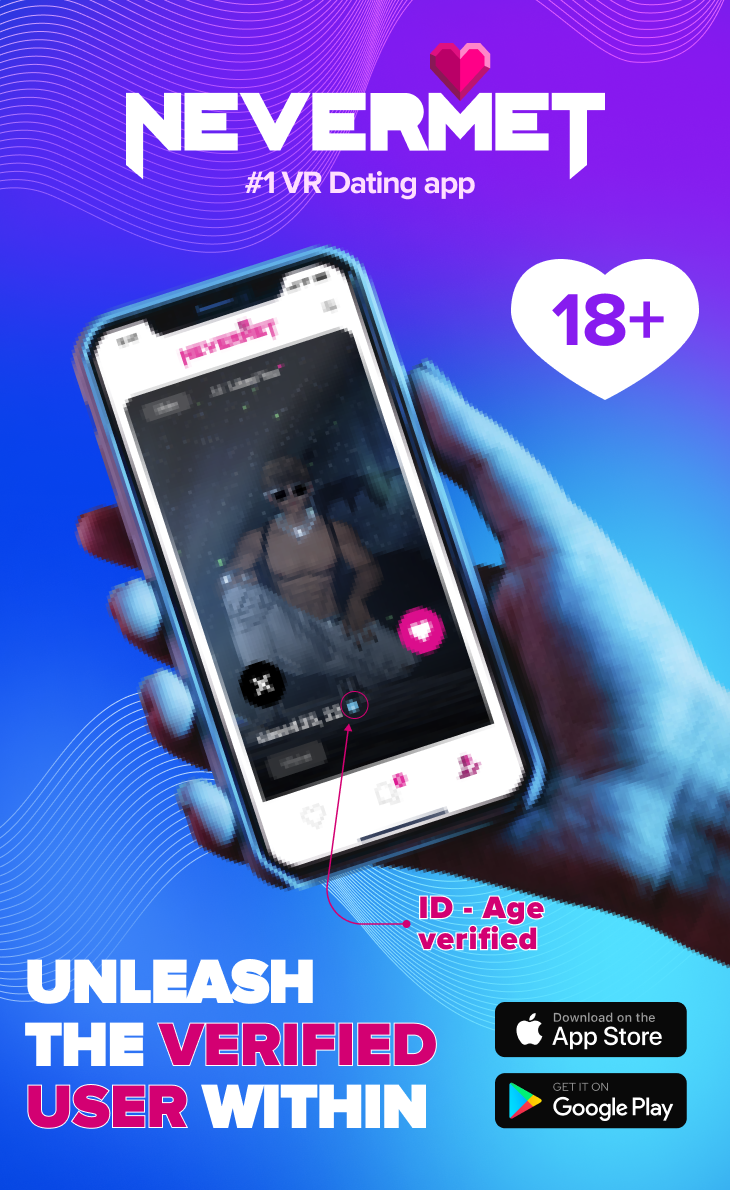 NEVERMET
#1 VR Dating app
18+
NEVERMET
ID - Age
verified
UNLEASH
THE VERIFIED
USER WITHIN
Download on the
App Store
GET IT ON
Google Play